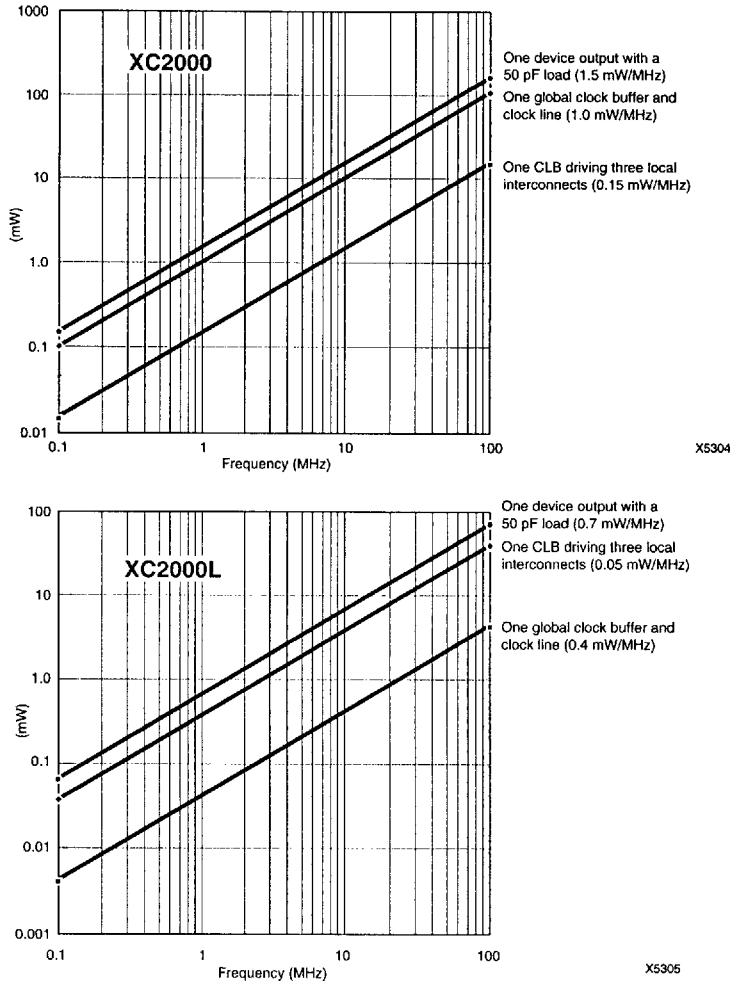 1000
XC2000
One device output with a
50 pF load (1.5 mW/MHz)
100
One global clock buffer and
clock line (1.0 mW/MHz)
10
One CLB driving three local
interconnects (0.15 mW/MHz)
(mW)
1.0
0.1
0.01
0.1
1
10
100
Frequency (MHz)
X5304
100
One device output with a
50 pF load (0.7 mW/MHz)
XC2000L
One CLB driving three local
interconnects (0.05 mW/MHz)
10
One global clock buffer and
clock line (0.4 mW/MHz)
1.0
(mW)
0.1
0.01
0.001
0.1
1
10
100
Frequency (MHz)
X5305